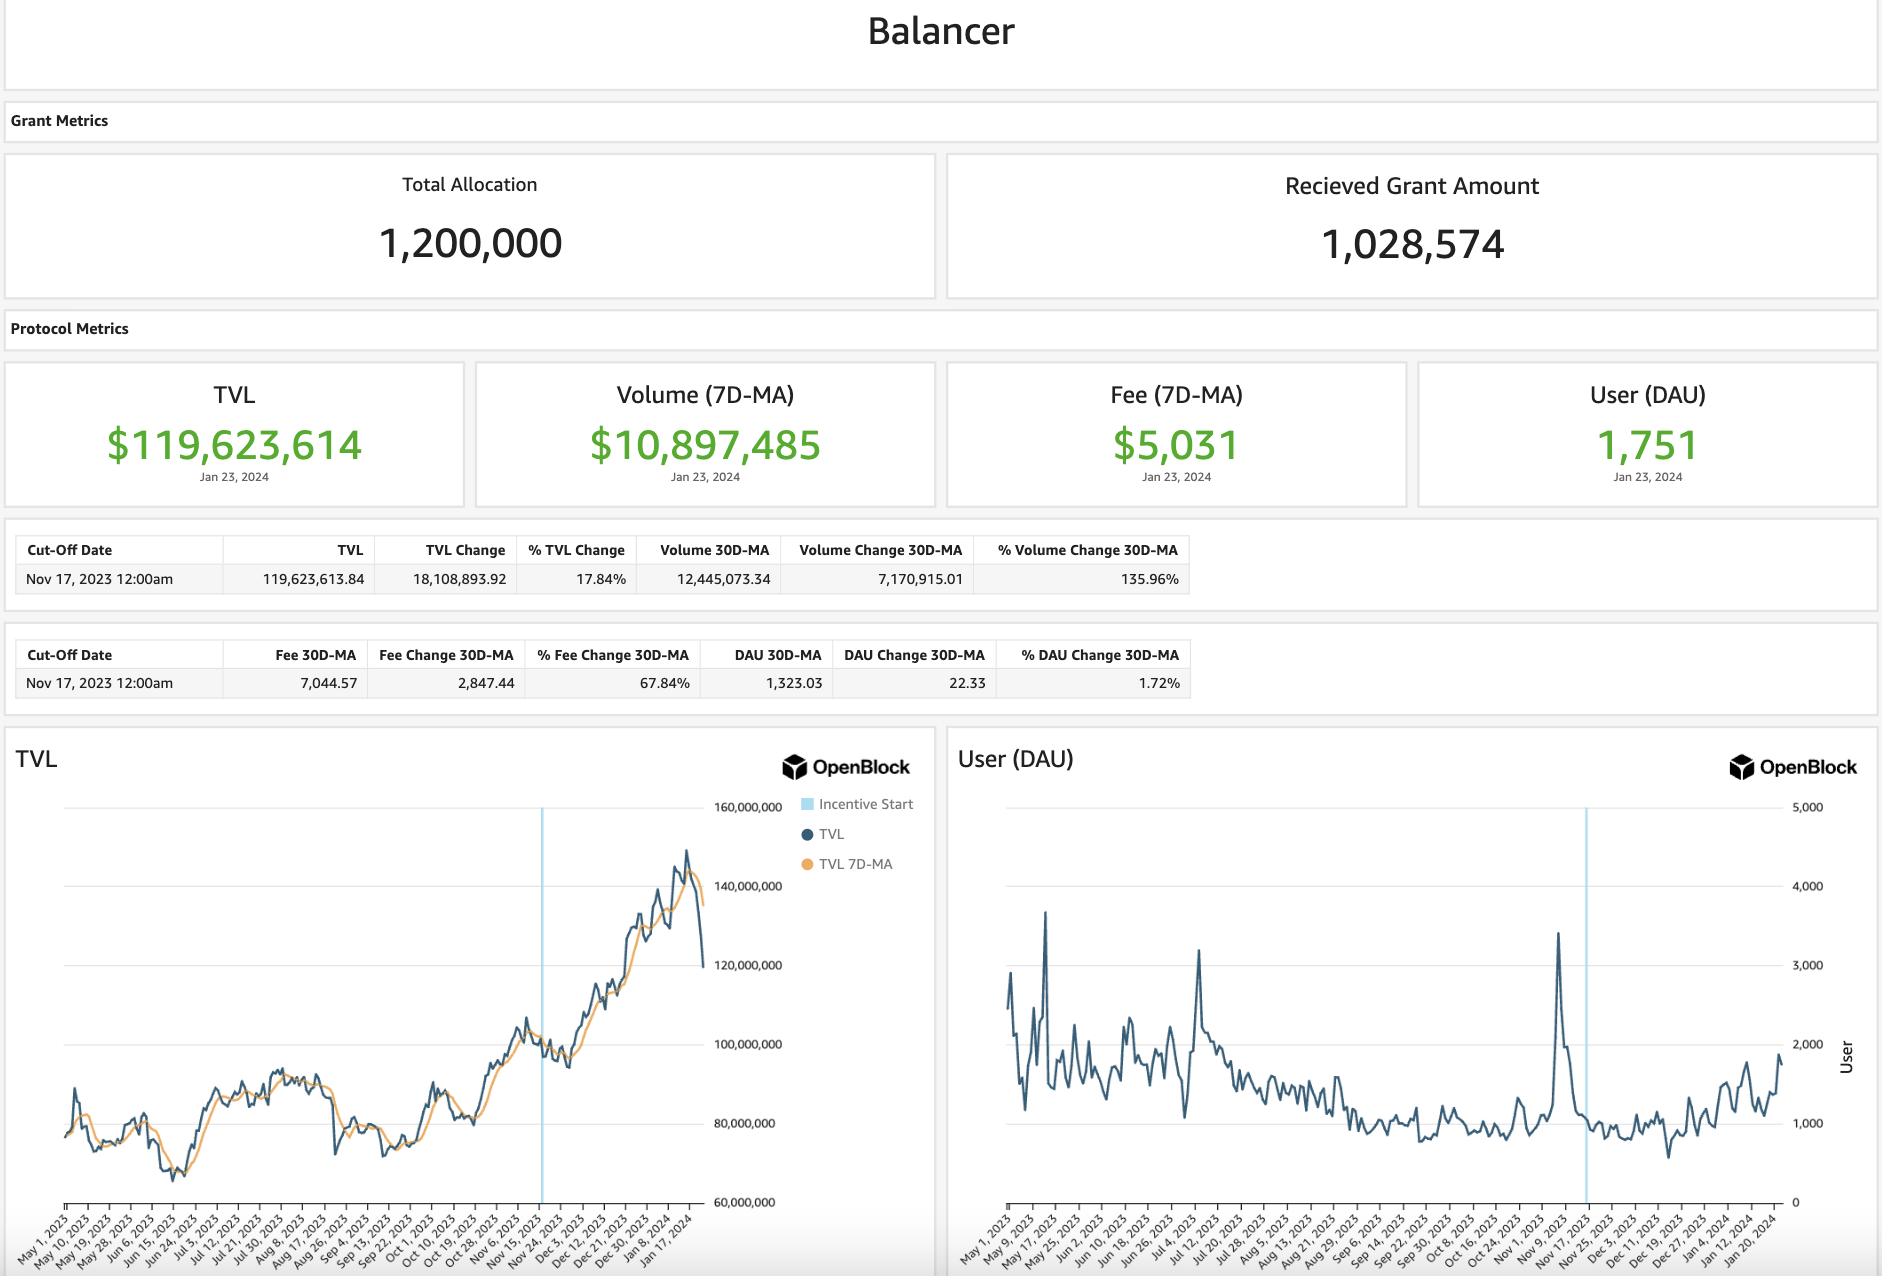 Balancer
Grant Metrics
Total Allocation
1,200,000
Recieved Grant Amount
1,028,574
Protocol Metrics
TVL
$119,623,614
Jan 23, 2024
Volume (7D-MA)
$10,897,485
Jan 23, 2024
Fee (7D-MA)
$5,031
Jan 23, 2024
User (DAU)
1,751
Jan 23, 2024
Cut-Off Date TVL TVL Change % TVL Change Volume 30D-MA Volume Change 30D-MA % Volume Change 30D-MA
Nov 17, 2023 12:00am 119,623,613.84 18,108,893.92 17.84% 12,445,073.34 7,170,915.01 135.96%
Cut-Off Date Fee 30D-MA Fee Change 30D-MA % Fee Change 30D-MA DAU 30D-MA DAU Change 30D-MA % DAU Change 30D-MA
Nov 17, 2023 12:00am 7,044.57 2,847.44 67.84% 1,323.03 22.33 1.72%
TVL
OpenBlock
Incentive Start
TVL
TVL 7D-MA
160,000,000
140,000,000
120,000,000
100,000,000
80,000,000
60,000,000
May 1, 2023
May 10, 2023
May 19, 2023
May 28, 2023
Jun 6, 2023
Jun 15, 2023
Jun 24, 2023
Jul 3, 2023
Jul 12, 2023
Jul 21, 2023
Jul 30, 2023
Aug 8, 2023
Aug 17, 2023
Aug 26, 2023
Sep 4, 2023
Sep 13, 2023
Sep 22, 2023
Oct 1, 2023
Oct 10, 2023
Oct 19, 2023
Oct 28, 2023
Nov 6, 2023
Nov 15, 2023
Nov 24, 2023
Dec 3, 2023
Dec 12, 2023
Dec 21, 2023
Dec 30, 2023
Jan 8, 2024
Jan 17, 2024
User (DAU)
OpenBlock
5,000
4,000
3,000
2,000
1,000
0
User
May 1, 2023
May 9, 2023
May 17, 2023
May 25, 2023
Jun 2, 2023
Jun 10, 2023
Jun 18, 2023
Jun 26, 2023
Jul 4, 2023
Jul 12, 2023
Jul 20, 2023
Jul 28, 2023
Aug 5, 2023
Aug 13, 2023
Aug 21, 2023
Aug 29, 2023
Sep 6, 2023
Sep 14, 2023
Sep 22, 2023
Sep 30, 2023
Oct 8, 2023
Oct 16, 2023
Oct 24, 2023
Nov 1, 2023
Nov 9, 2023
Nov 17, 2023
Nov 25, 2023
Dec 3, 2023
Dec 11, 2023
Dec 19, 2023
Dec 27, 2023
Jan 4, 2024
Jan 12, 2024
Jan 20, 2024